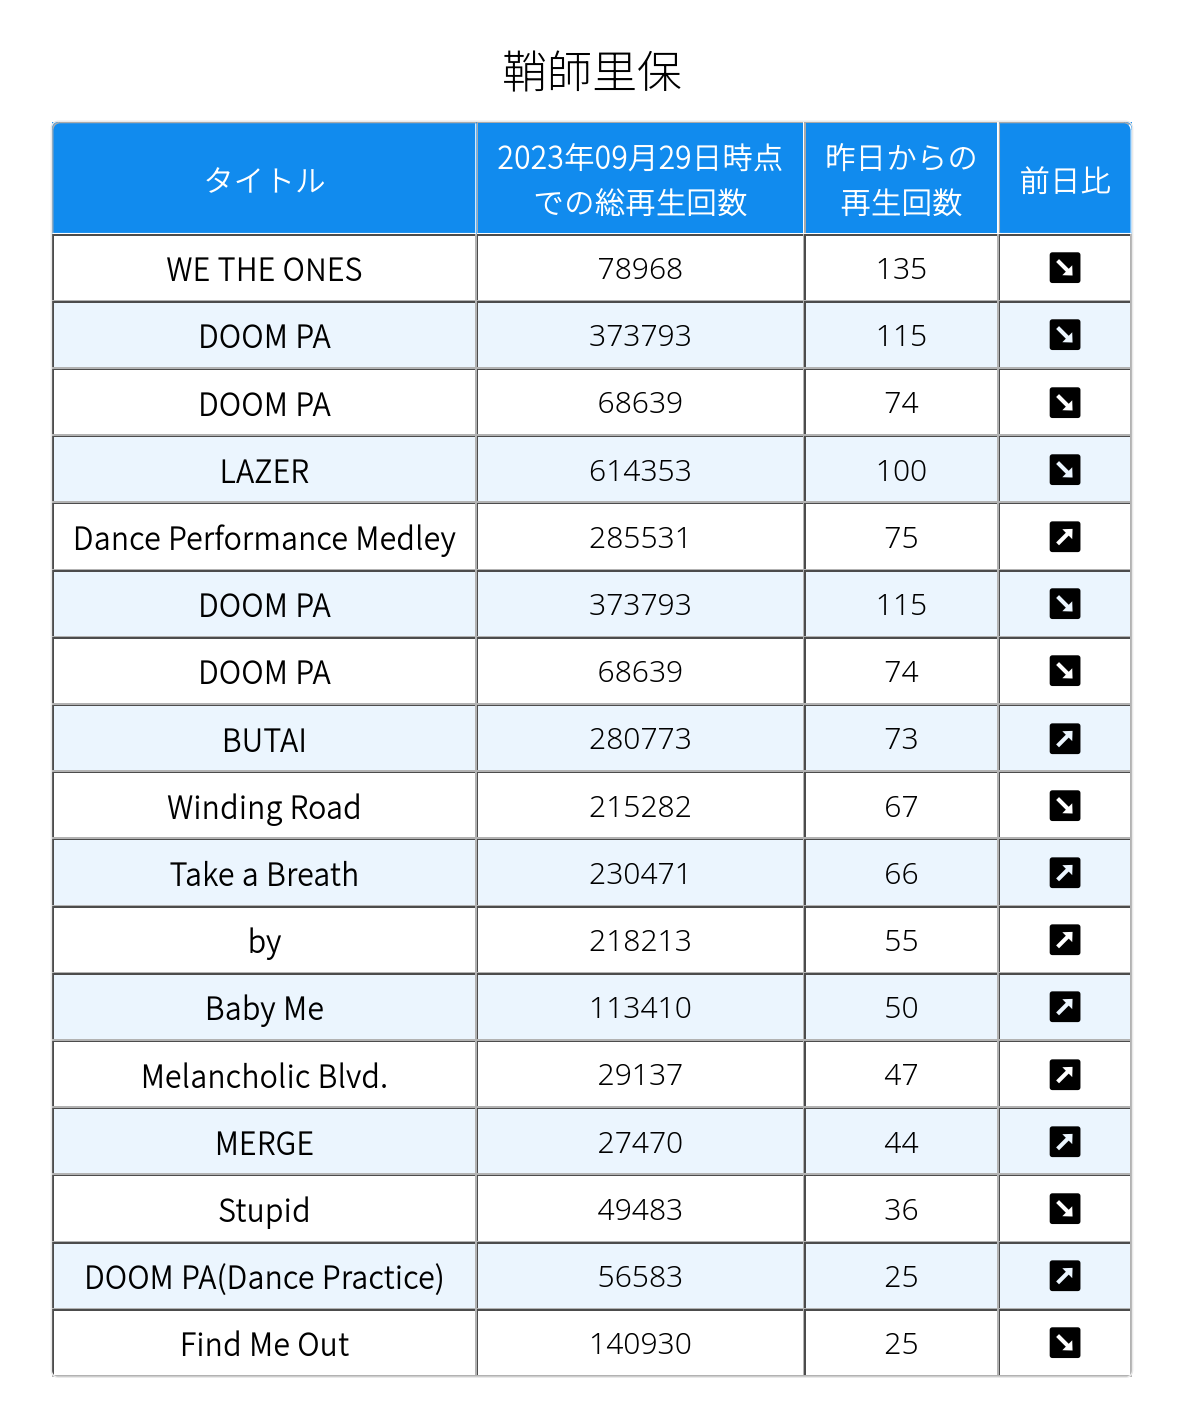 鞘師里保
タイトル 2023年09月29日時点での総再生回数 昨日からの再生回数 前日比
WE THE ONES 78968 135 ↘
DOOM PA 373793 115 ↘
DOOM PA 68639 74 ↘
LAZER 614353 100 ↘
Dance Performance Medley 285531 75 ↗
DOOM PA 373793 115 ↘
DOOM PA 68639 74 ↘
BUTAI 280773 73 ↗
Winding Road 215282 67 ↘
Take a Breath 230471 66 ↗
by 218213 55 ↗
Baby Me 113410 50 ↗
Melancholic Blvd. 29137 47 ↗
MERGE 27470 44 ↗
Stupid 49483 36 ↘
DOOM PA(Dance Practice) 56583 25 ↗
Find Me Out 140930 25 ↘